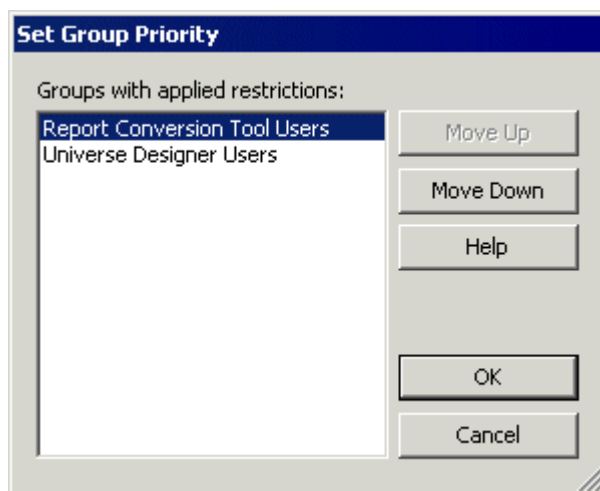 Set Group Priority
Groups with applied restrictions:
Report Conversion Tool Users
Universe Designer Users
Move Up
Move Down
Help
OK
Cancel